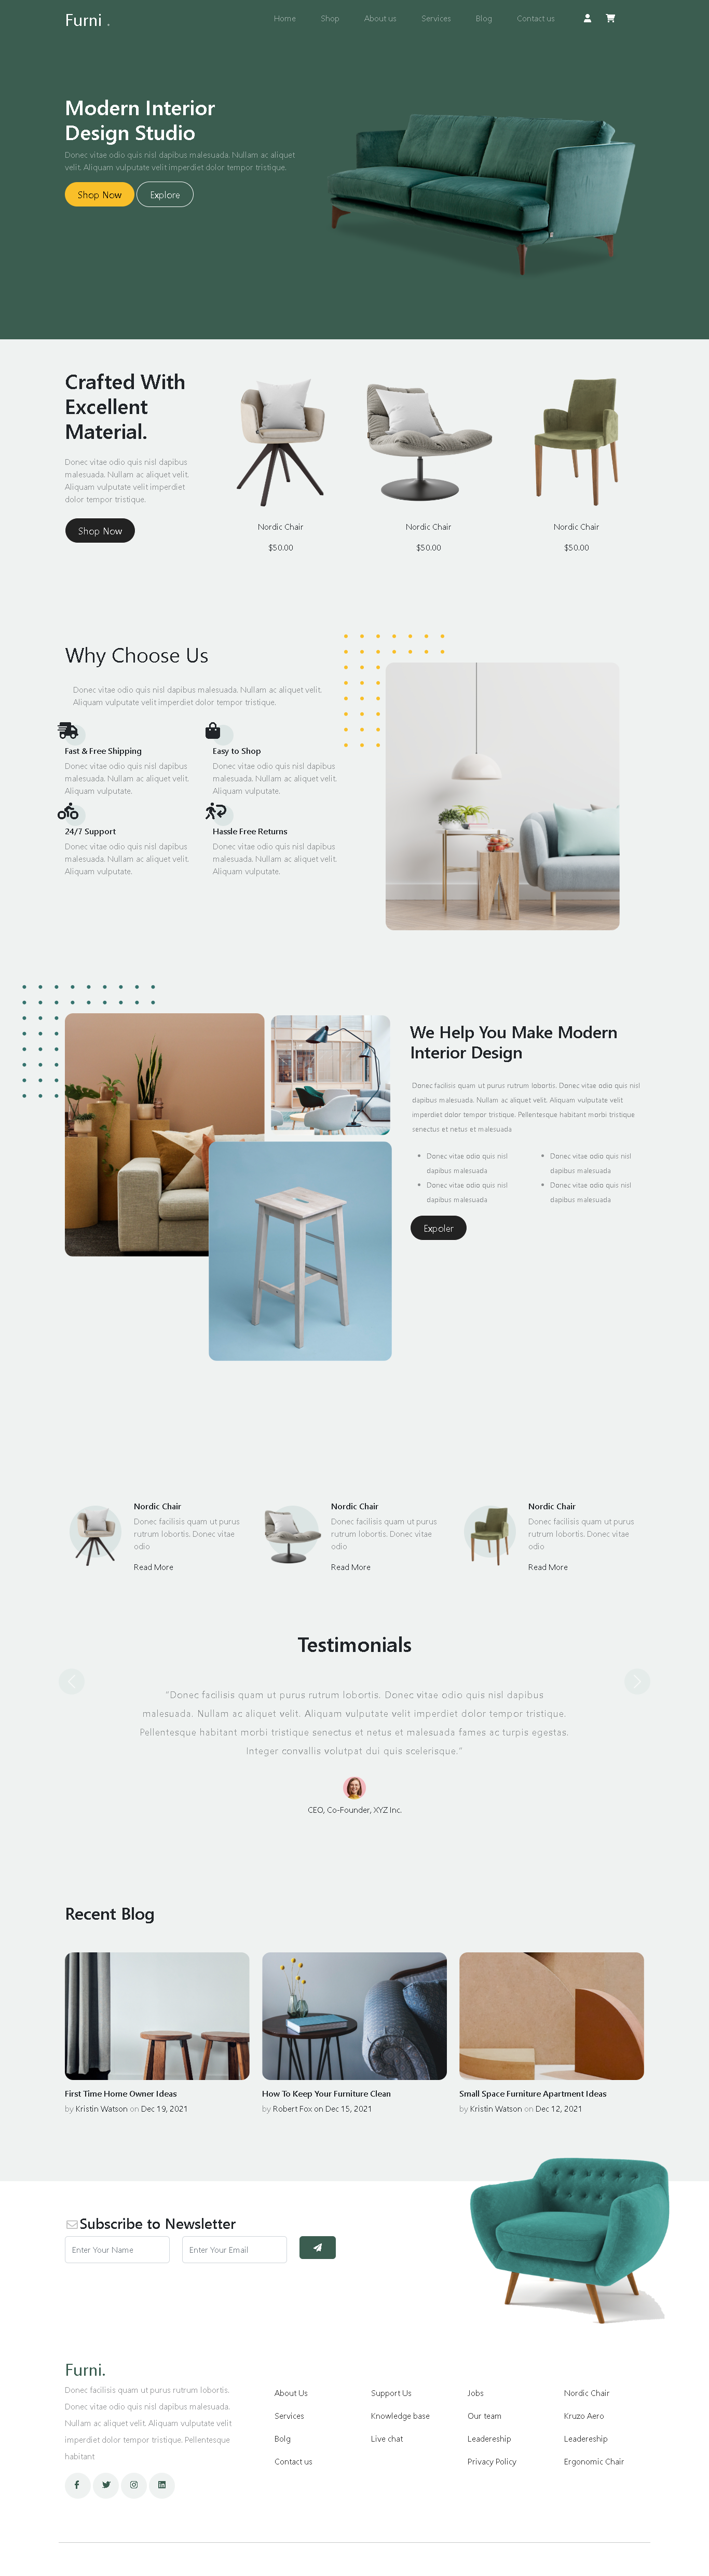 Furni .
Home Shop About us Services Blog Contact us
Modern Interior
Design Studio
Donec vitae odio quis nisl dapibus malesuada. Nullam ac aliquet
velit. Aliquam vulputate velit imperdiet dolor tempor tristique.
Shop Now Explore
Crafted With
Excellent
Material.
Donec vitae odio quis nisl dapibus
malesuada. Nullam ac aliquet velit.
Aliquam vulputate velit imperdiet
dolor tempor tristique.
Shop Now
Nordic Chair
$50.00
Nordic Chair
$50.00
Nordic Chair
$50.00
Why Choose Us
Donec vitae odio quis nisl dapibus malesuada. Nullam ac aliquet velit.
Aliquam vulputate velit imperdiet dolor tempor tristique.
Fast & Free Shipping
Donec vitae odio quis nisl dapibus
malesuada. Nullam ac aliquet velit.
Aliquam vulputate.
Easy to Shop
Donec vitae odio quis nisl dapibus
malesuada. Nullam ac aliquet velit.
Aliquam vulputate.
24/7 Support
Donec vitae odio quis nisl dapibus
malesuada. Nullam ac aliquet velit.
Aliquam vulputate.
Hassle Free Returns
Donec vitae odio quis nisl dapibus
malesuada. Nullam ac aliquet velit.
Aliquam vulputate.
We Help You Make Modern
Interior Design
Donec facilisis quam ut purus rutrum lobortis. Donec vitae odio quis nisl
dapibus malesuada. Nullam ac aliquet velit. Aliquam vulputate velit
imperdiet dolor tempor tristique. Pellentesque habitant morbi tristique
senectus et netus et malesuada
Donec vitae odio quis nisl
dapibus malesuada
Donec vitae odio quis nisl
dapibus malesuada
Donec vitae odio quis nisl
dapibus malesuada
Donec vitae odio quis nisl
dapibus malesuada
Expoler
Nordic Chair
Donec facilisis quam ut purus
rutrum lobortis. Donec vitae
odio
Read More
Nordic Chair
Donec facilisis quam ut purus
rutrum lobortis. Donec vitae
odio
Read More
Nordic Chair
Donec facilisis quam ut purus
rutrum lobortis. Donec vitae
odio
Read More
Testimonials
“Donec facilisis quam ut purus rutrum lobortis. Donec vitae odio quis nisl dapibus
malesuada. Nullam ac aliquet velit. Aliquam vulputate velit imperdiet dolor tempor tristique.
Pellentesque habitant morbi tristique senectus et netus et malesuada fames ac turpis egestas.
Integer convallis volutpat dui quis scelerisque.”
CEO, Co-Founder, XYZ Inc.
Recent Blog
First Time Home Owner Ideas
by Kristin Watson on Dec 19, 2021
How To Keep Your Furniture Clean
by Robert Fox on Dec 15, 2021
Small Space Furniture Apartment Ideas
by Kristin Watson on Dec 12, 2021
Subscribe to Newsletter
Enter Your Name Enter Your Email
Furni.
Donec facilisis quam ut purus rutrum lobortis.
Donec vitae odio quis nisl dapibus malesuada.
Nullam ac aliquet velit. Aliquam vulputate velit
imperdiet dolor tempor tristique. Pellentesque
habitant
About Us
Services
Bolg
Contact us
Support Us
Knowledge base
Live chat
Jobs
Our team
Leadereship
Privacy Policy
Nordic Chair
Kruzo Aero
Leadereship
Ergonomic Chair